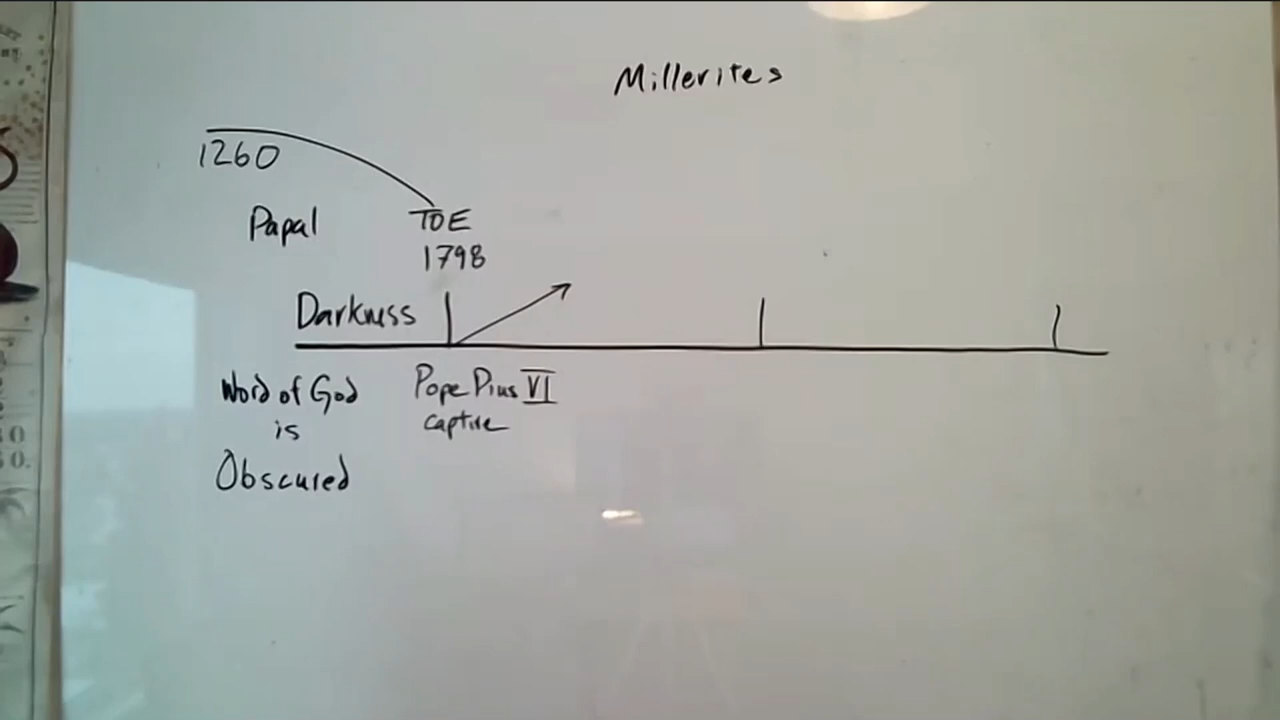 Millerites
1260
Papal
TOE
1798
Darkness
Word of God
is
Obscured
Pope Pius VI
captive